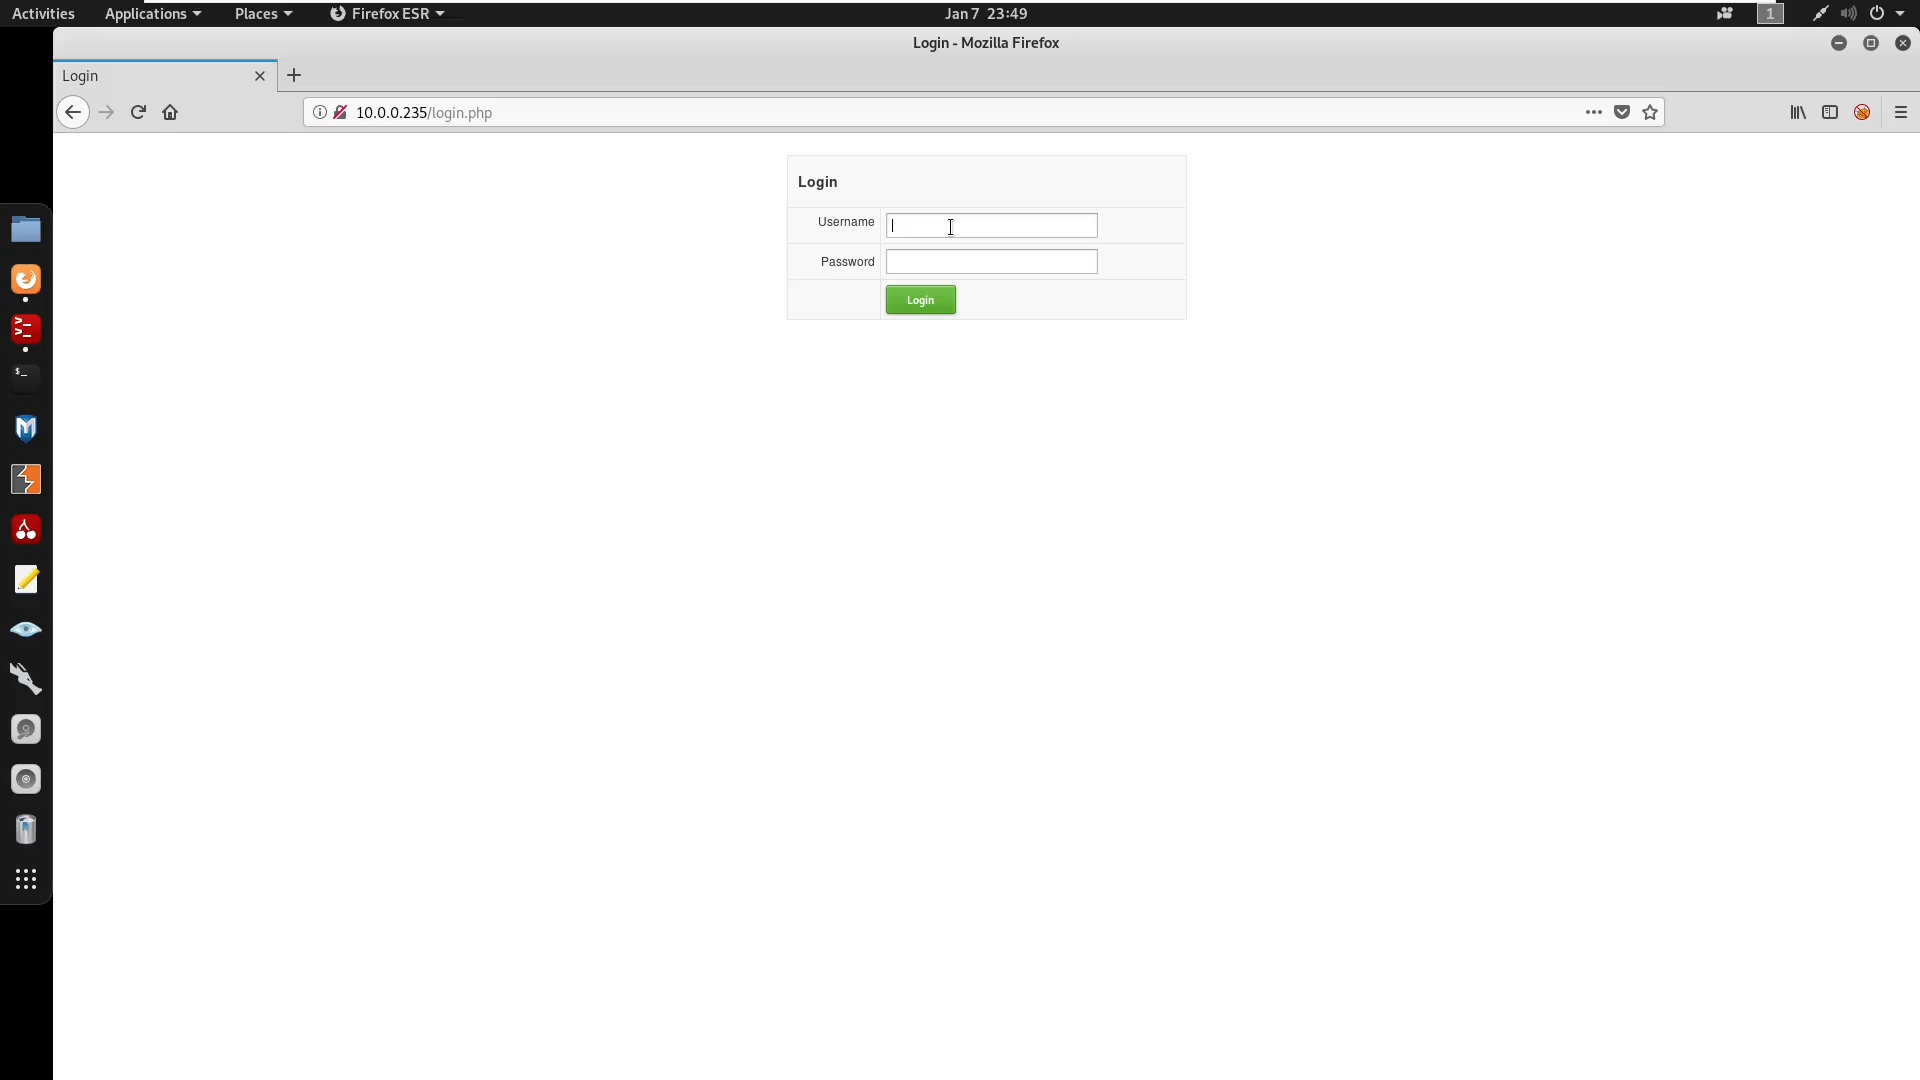 Activities Applications Places Firefox ESR Jan 7 23:49 1
Login - Mozilla Firefox
Login
10.0.0.235/login.php
Login
Username
Password
Login
$_